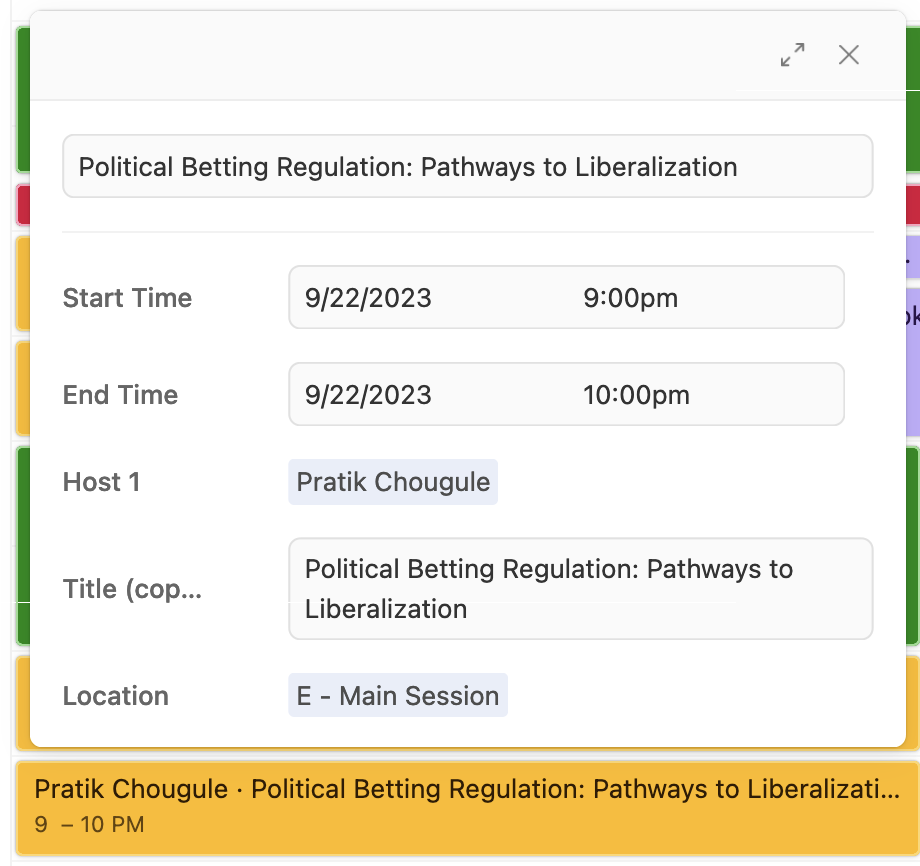 Political Betting Regulation: Pathways to Liberalization
Start Time
9/22/2023 9:00pm
End Time
9/22/2023 10:00pm
Host 1
Pratik Chougule
Title (cop...
Political Betting Regulation: Pathways to
Liberalization
Location
E - Main Session
Pratik Chougule · Political Betting Regulation: Pathways to Liberalizati...
9 – 10 PM